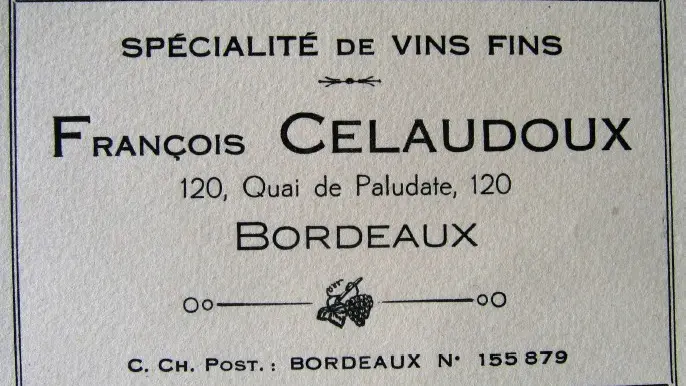 SPÉCIALITÉ DE VINS FINS
FRANÇOIS CELAUDOUX
120, Quai de Paludate, 120
BORDEAUX
C. CH. POST. : BORDEAUX N° 155 879